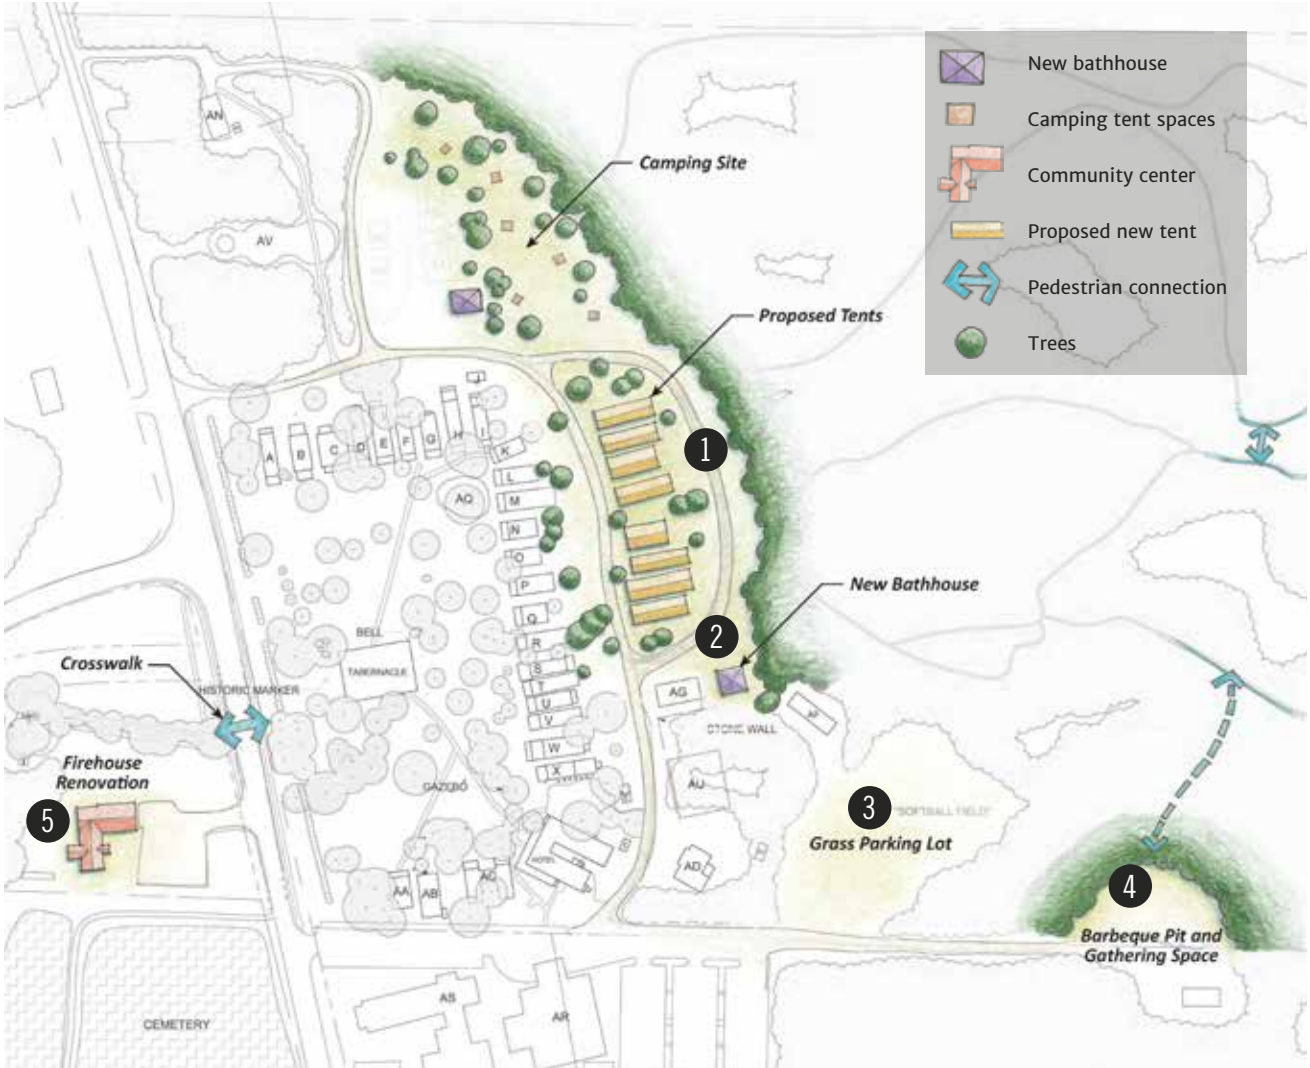 New bathhouse
Camping tent spaces
Community center
Proposed new tent
Pedestrian connection
Trees
AN
AV
Camping Site
Proposed Tents
New Bathhouse
Crosswalk
HISTORIC MARKER
Firehouse
Renovation
5
1
2
3
4
J
A
B
C
D
E
F
G
H
I
K
L
M
N
O
P
Q
R
S
T
U
V
W
X
AQ
BELL
TABERNACLE
GAZEBO
AG
STONE WALL
AU
AD
"SOFTBALL FIELD"
Grass Parking Lot
Barbeque Pit and
Gathering Space
HOTEL
AA
AB
AC
AS
AR
CEMETERY